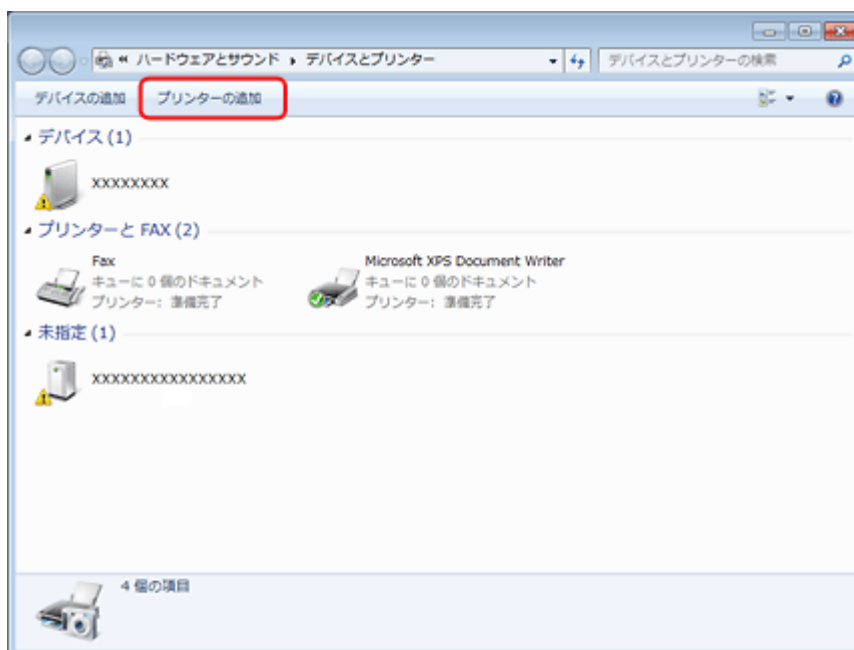 « ハードウェアとサウンド ▸ デバイスとプリンター
デバイスとプリンターの検索
デバイスの追加 プリンターの追加
デバイス (1)
XXXXXXXX
プリンターと FAX (2)
Fax
キューに 0 個のドキュメント
プリンター: 準備完了
Microsoft XPS Document Writer
キューに 0 個のドキュメント
プリンター: 準備完了
未指定 (1)
XXXXXXXXXXXXXXXX
4 個の項目